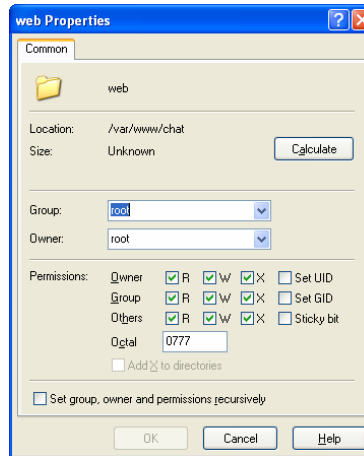 web Properties
Common
web
Location: /var/www/chat
Size: Unknown Calculate
Group: root
Owner: root
Permissions: Owner R W X Set UID
Group R W X Set GID
Others R W X Sticky bit
Octal 0777
Add X to directories
Set group, owner and permissions recursively
OK Cancel Help